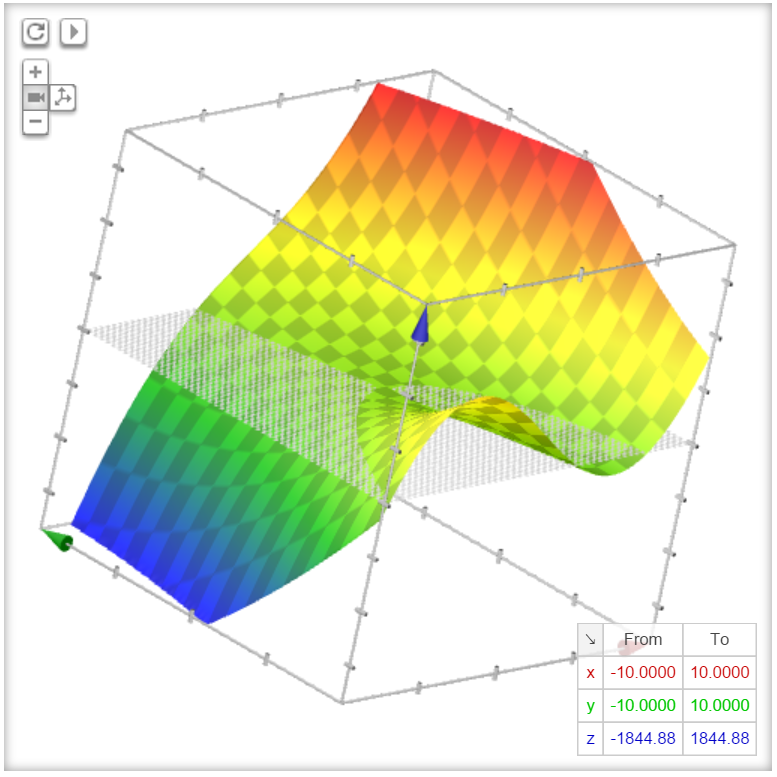 +
−
↘ From To
x -10.0000 10.0000
y -10.0000 10.0000
z -1844.88 1844.88